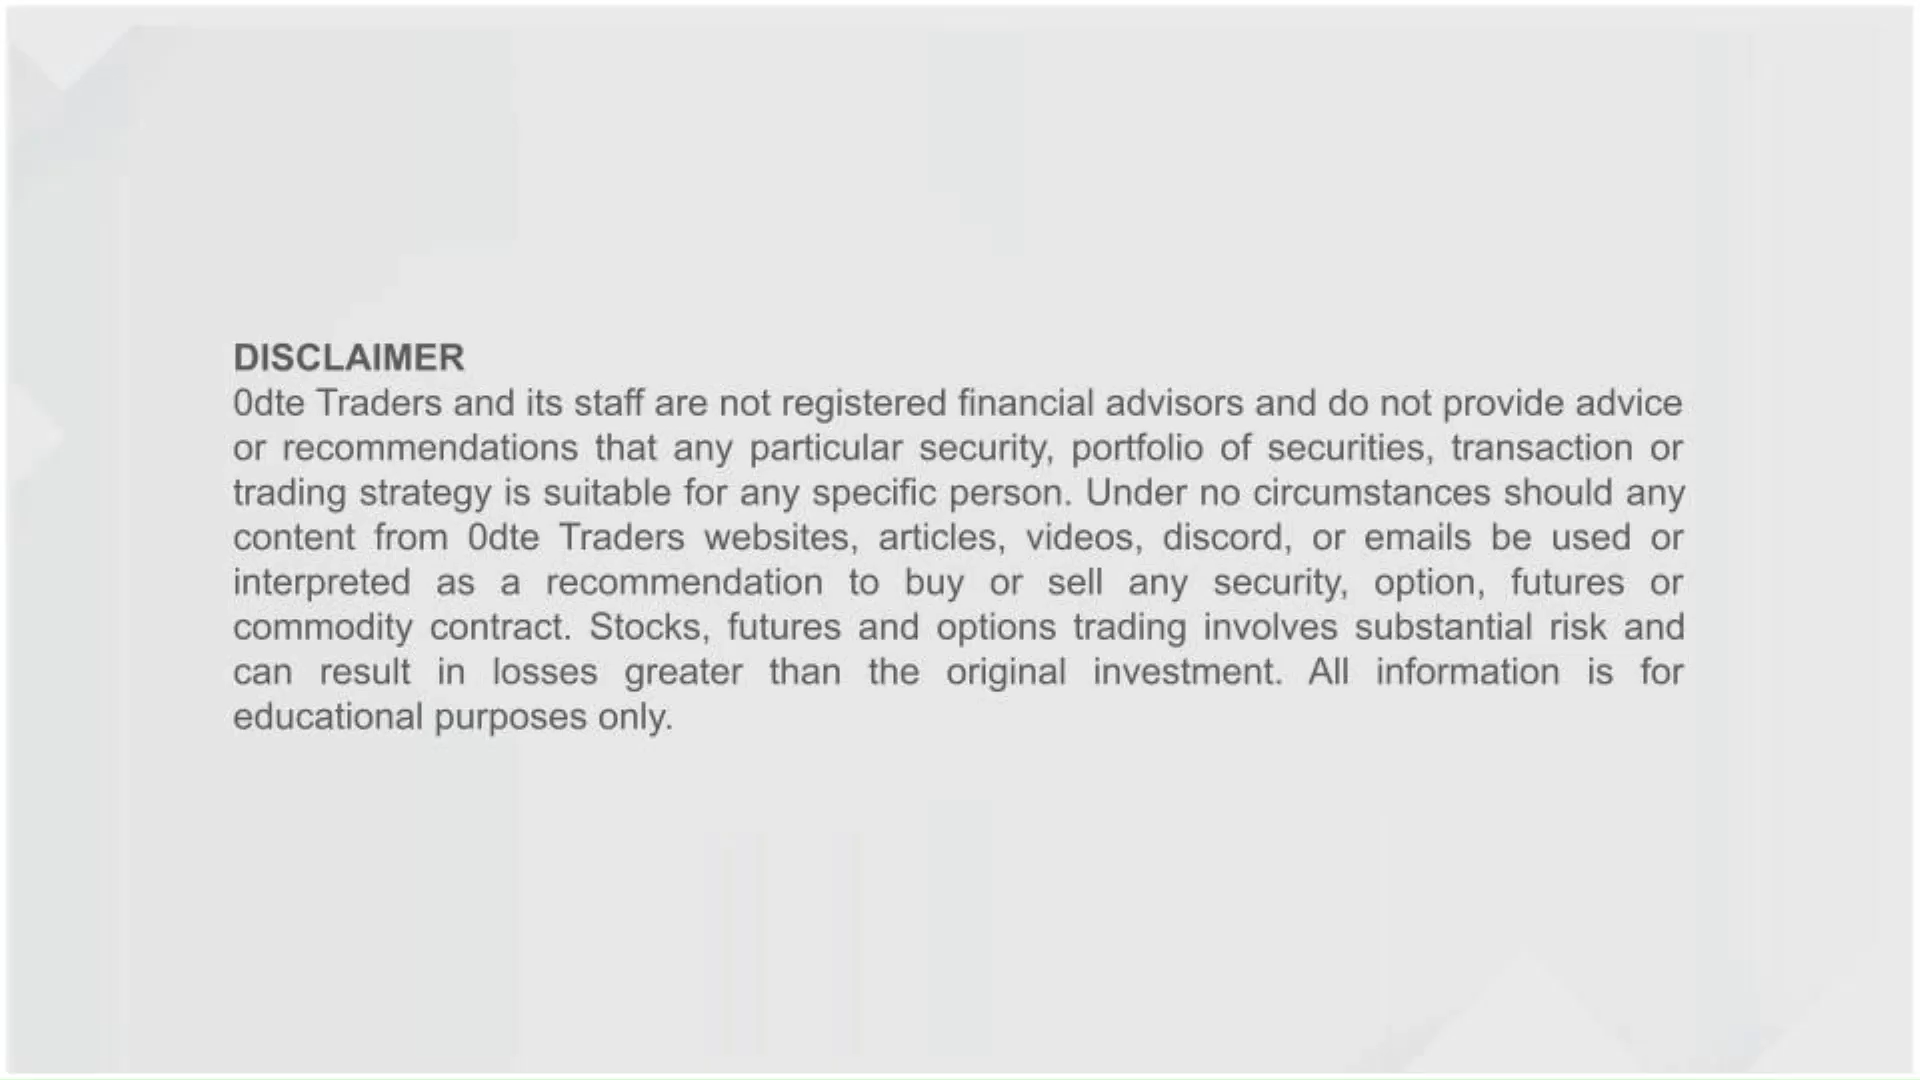 DISCLAIMER
0dte Traders and its staff are not registered financial advisors and do not provide advice
or recommendations that any particular security, portfolio of securities, transaction or
trading strategy is suitable for any specific person. Under no circumstances should any
content from 0dte Traders websites, articles, videos, discord, or emails be used or
interpreted as a recommendation to buy or sell any security, option, futures or
commodity contract. Stocks, futures and options trading involves substantial risk and
can result in losses greater than the original investment. All information is for
educational purposes only.